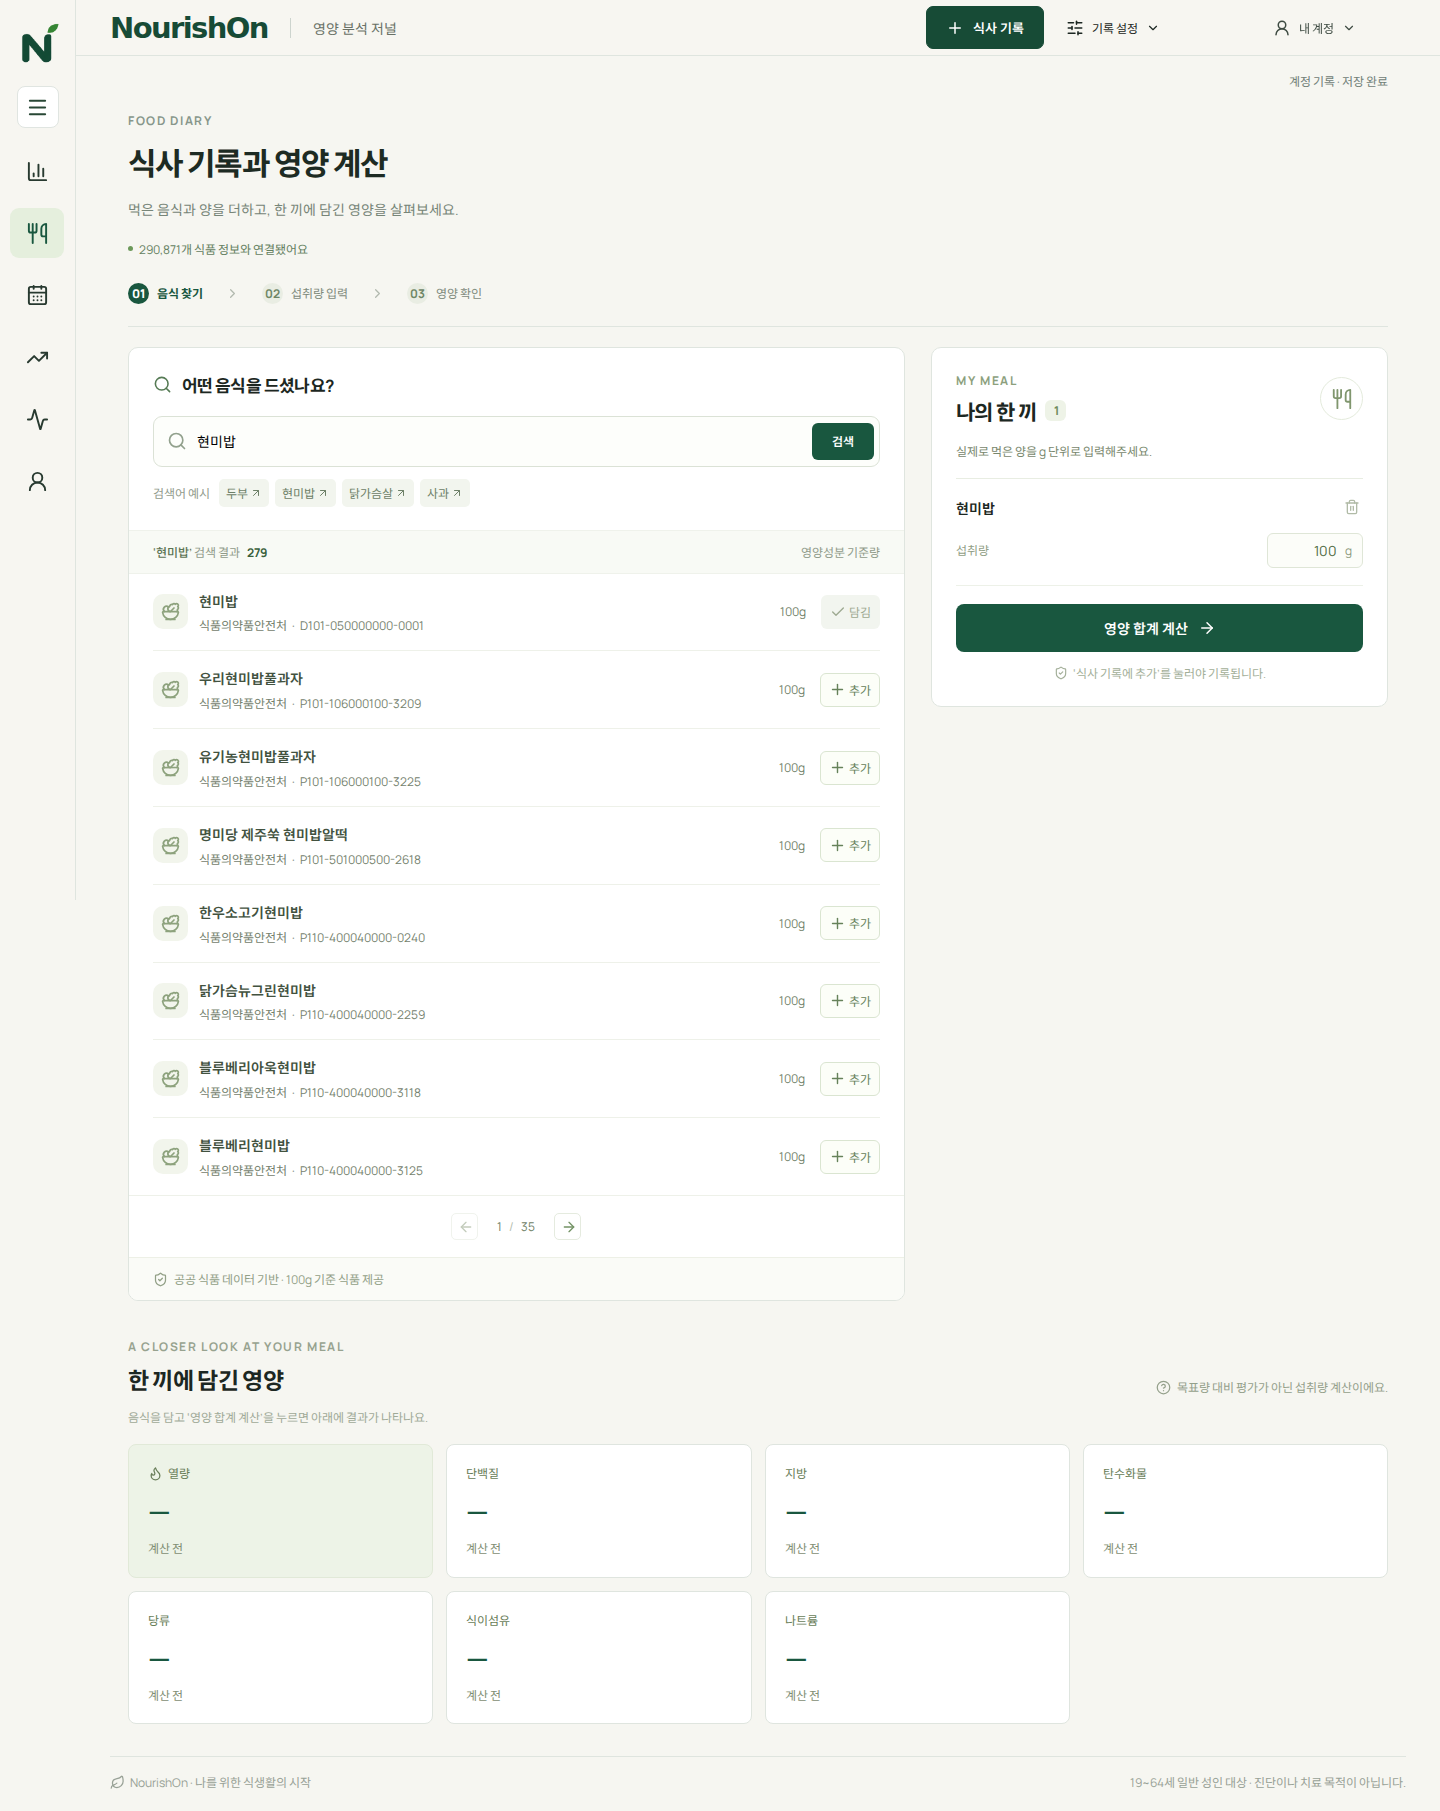 N
NourishOn
영양 분석 저널
식사 기록
기록 설정
내 계정
계정 기록 · 저장 완료
FOOD DIARY
식사 기록과 영양 계산
먹은 음식과 양을 더하고, 한 끼에 담긴 영양을 살펴보세요.
290,871개 식품 정보와 연결됐어요
01 음식 찾기
02 섭취량 입력
03 영양 확인
어떤 음식을 드셨나요?
현미밥
검색
검색어 예시 두부 현미밥 닭가슴살 사과
'현미밥' 검색 결과 279
영양성분 기준량
현미밥
식품의약품안전처 · D101-050000000-0001
100g
담김
우리현미밥풀과자
식품의약품안전처 · P101-106000100-3209
100g
추가
유기농현미밥풀과자
식품의약품안전처 · P101-106000100-3225
100g
추가
명미당 제주쑥 현미밥알떡
식품의약품안전처 · P101-501000500-2618
100g
추가
한우소고기현미밥
식품의약품안전처 · P110-400040000-0240
100g
추가
닭가슴뉴그린현미밥
식품의약품안전처 · P110-400040000-2259
100g
추가
블루베리아욱현미밥
식품의약품안전처 · P110-400040000-3118
100g
추가
블루베리현미밥
식품의약품안전처 · P110-400040000-3125
100g
추가
1 / 35
공공 식품 데이터 기반 · 100g 기준 식품 제공
MY MEAL
나의 한 끼 1
실제로 먹은 양을 g 단위로 입력해주세요.
현미밥
섭취량
100 g
영양 합계 계산
'식사 기록에 추가'를 눌러야 기록됩니다.
A CLOSER LOOK AT YOUR MEAL
한 끼에 담긴 영양
목표량 대비 평가가 아닌 섭취량 계산이에요.
음식을 담고 '영양 합계 계산'을 누르면 아래에 결과가 나타나요.
열량
—
계산 전
단백질
—
계산 전
지방
—
계산 전
탄수화물
—
계산 전
당류
—
계산 전
식이섬유
—
계산 전
나트륨
—
계산 전
NourishOn · 나를 위한 식생활의 시작
19~64세 일반 성인 대상 · 진단이나 치료 목적이 아닙니다.